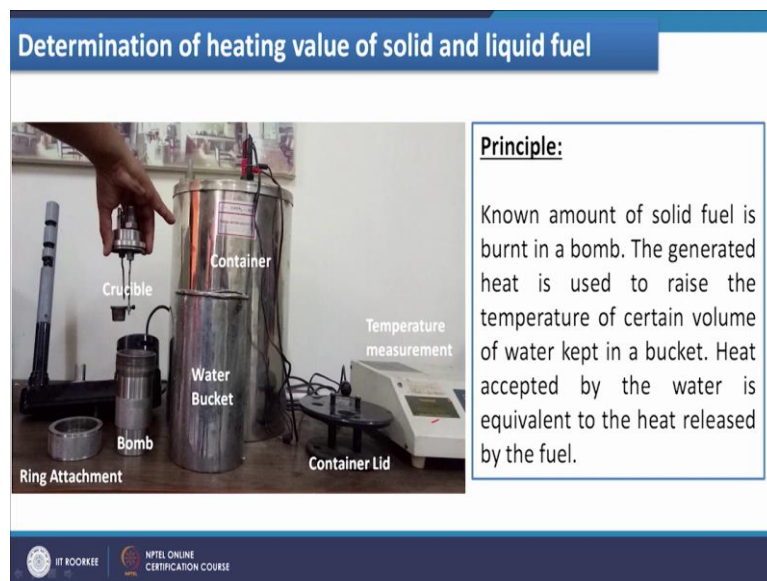 Determination of heating value of solid and liquid fuel
Container
Crucible
Temperature
measurement
Water
Bucket
Bomb
Container Lid
Ring Attachment
Principle:
Known amount of solid fuel is
burnt in a bomb. The generated
heat is used to raise the
temperature of certain volume
of water kept in a bucket. Heat
accepted by the water is
equivalent to the heat released
by the fuel.
IIT ROORKEE
NPTEL ONLINE
CERTIFICATION COURSE